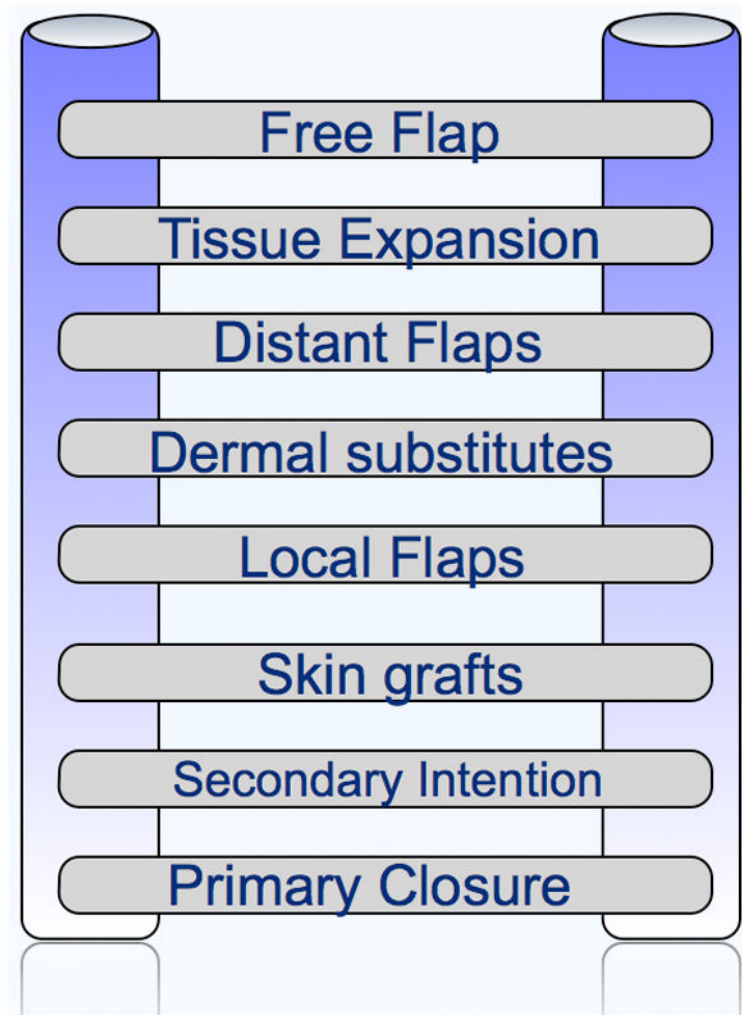 Free Flap
Tissue Expansion
Distant Flaps
Dermal substitutes
Local Flaps
Skin grafts
Secondary Intention
Primary Closure